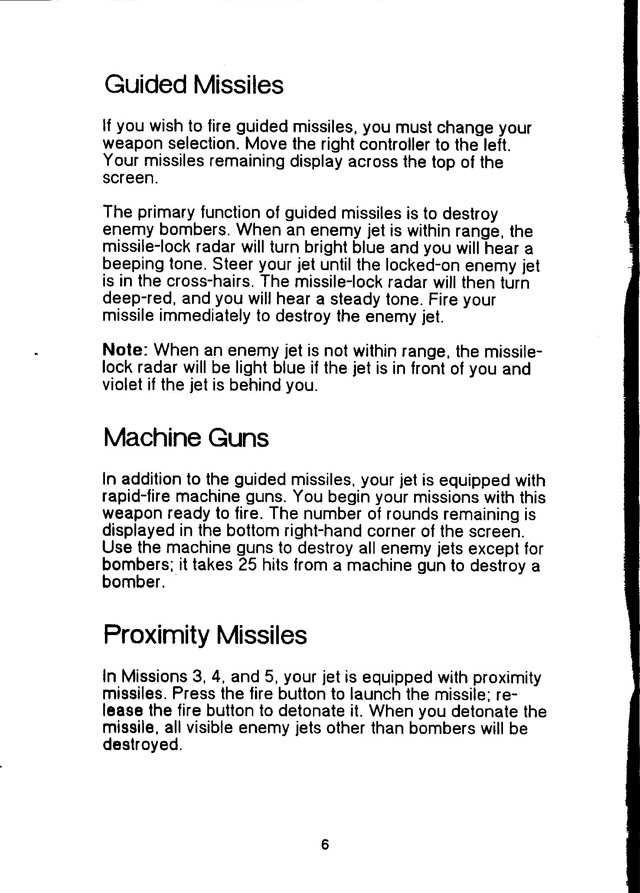 Guided Missiles
If you wish to fire guided missiles, you must change your
weapon selection. Move the right controller to the left.
Your missiles remaining display across the top of the
screen.
The primary function of guided missiles is to destroy
enemy bombers. When an enemy jet is within range, the
missile-lock radar will turn bright blue and you will hear a
beeping tone. Steer your jet until the locked-on enemy jet
is in the cross-hairs. The missile-lock radar will then turn
deep-red, and you will hear a steady tone. Fire your
missile immediately to destroy the enemy jet.
Note: When an enemy jet is not within range, the missile-
lock radar will be light blue if the jet is in front of you and
violet if the jet is behind you.
Machine Guns
In addition to the guided missiles, your jet is equipped with
rapid-fire machine guns. You begin your missions with this
weapon ready to fire. The number of rounds remaining is
displayed in the bottom right-hand corner of the screen.
Use the machine guns to destroy all enemy jets except for
bombers; it takes 25 hits from a machine gun to destroy a
bomber.
Proximity Missiles
In Missions 3, 4, and 5, your jet is equipped with proximity
missiles. Press the fire button to launch the missile; re-
lease the fire button to detonate it. When you detonate the
missile, all visible enemy jets other than bombers will be
destroyed.
6